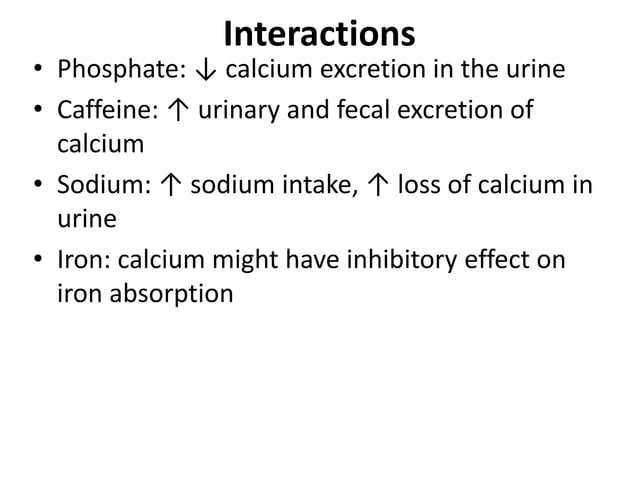 Interactions
• Phosphate: ↓ calcium excretion in the urine
• Caffeine: ↑ urinary and fecal excretion of
calcium
• Sodium: ↑ sodium intake, ↑ loss of calcium in
urine
• Iron: calcium might have inhibitory effect on
iron absorption